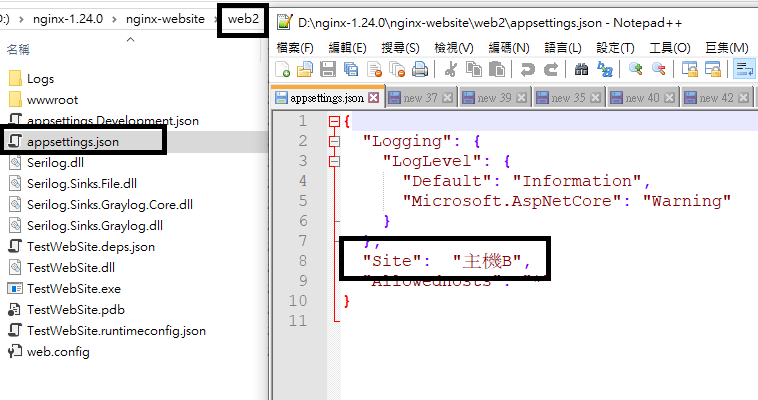 D:) › nginx-1.24.0 › nginx-website › web2
名稱
Logs
wwwroot
appsettings.Development.json
appsettings.json
Serilog.dll
Serilog.Sinks.File.dll
Serilog.Sinks.Graylog.Core.dll
Serilog.Sinks.Graylog.dll
TestWebSite.deps.json
TestWebSite.dll
TestWebSite.exe
TestWebSite.pdb
TestWebSite.runtimeconfig.json
web.config
D:\nginx-1.24.0\nginx-website\web2\appsettings.json - Notepad++
檔案(F) 編輯(E) 搜尋(S) 檢視(V) 編碼(N) 語言(L) 設定(T) 工具(O) 巨集(M)
appsettings.json new 37 new 39 new 35 new 40 new 42
1 {
2 "Logging": {
3 "LogLevel": {
4 "Default": "Information",
5 "Microsoft.AspNetCore": "Warning"
6 }
7 },
8 "Site": "主機B",
9 "AllowedHosts": "*"
10 }
11